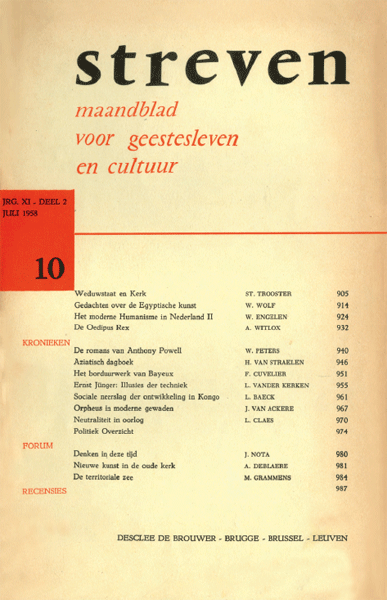 streven
maandblad
voor geestesleven
en cultuur
JRG. XI - DEEL 2
JULI 1958
10
Weduwstaat en Kerk ST. TROOSTER 905
Gedachten over de Egyptische kunst W. WOLF 914
Het moderne Humanisme in Nederland II W. ENGELEN 924
De Oedipus Rex A. WITLOX 932
KRONIEKEN
De romans van Anthony Powell W. PETERS 940
Aziatisch dagboek H. VAN STRAELEN 946
Het borduurwerk van Bayeux F. CUVELIER 951
Ernst Jünger: Illusies der techniek L. VANDER KERKEN 955
Sociale neerslag der ontwikkeling in Kongo L. BAECK 961
Orpheus in moderne gewaden J. VAN ACKERE 967
Neutraliteit in oorlog L. CLAES 970
Politiek Overzicht 974
FORUM
Denken in deze tijd J. NOTA 980
Nieuwe kunst in de oude kerk A. DEBLAERE 981
De territoriale zee M. GRAMMENS 984
RECENSIES 987
DESCLEE DE BROUWER - BRUGGE - BRUSSEL - LEUVEN